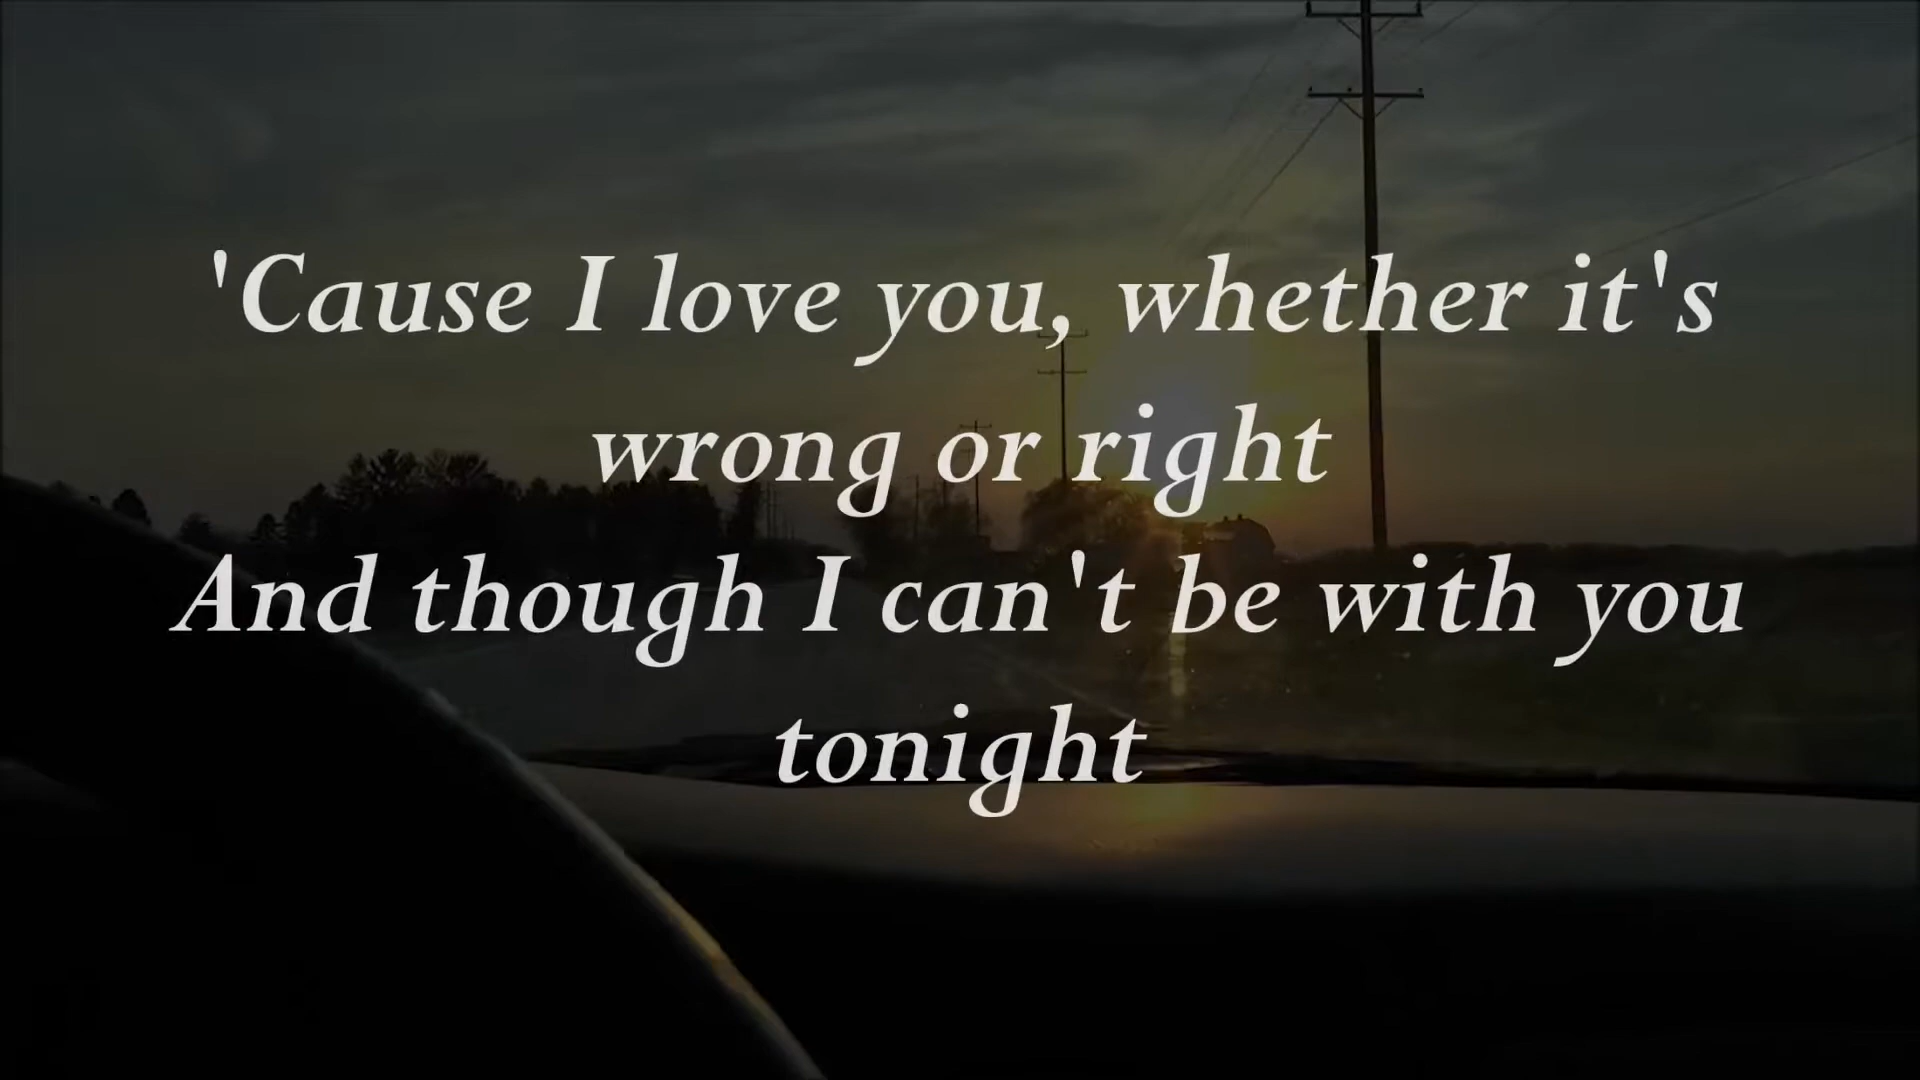 'Cause I love you, whether it's
wrong or right
And though I can't be with you
tonight